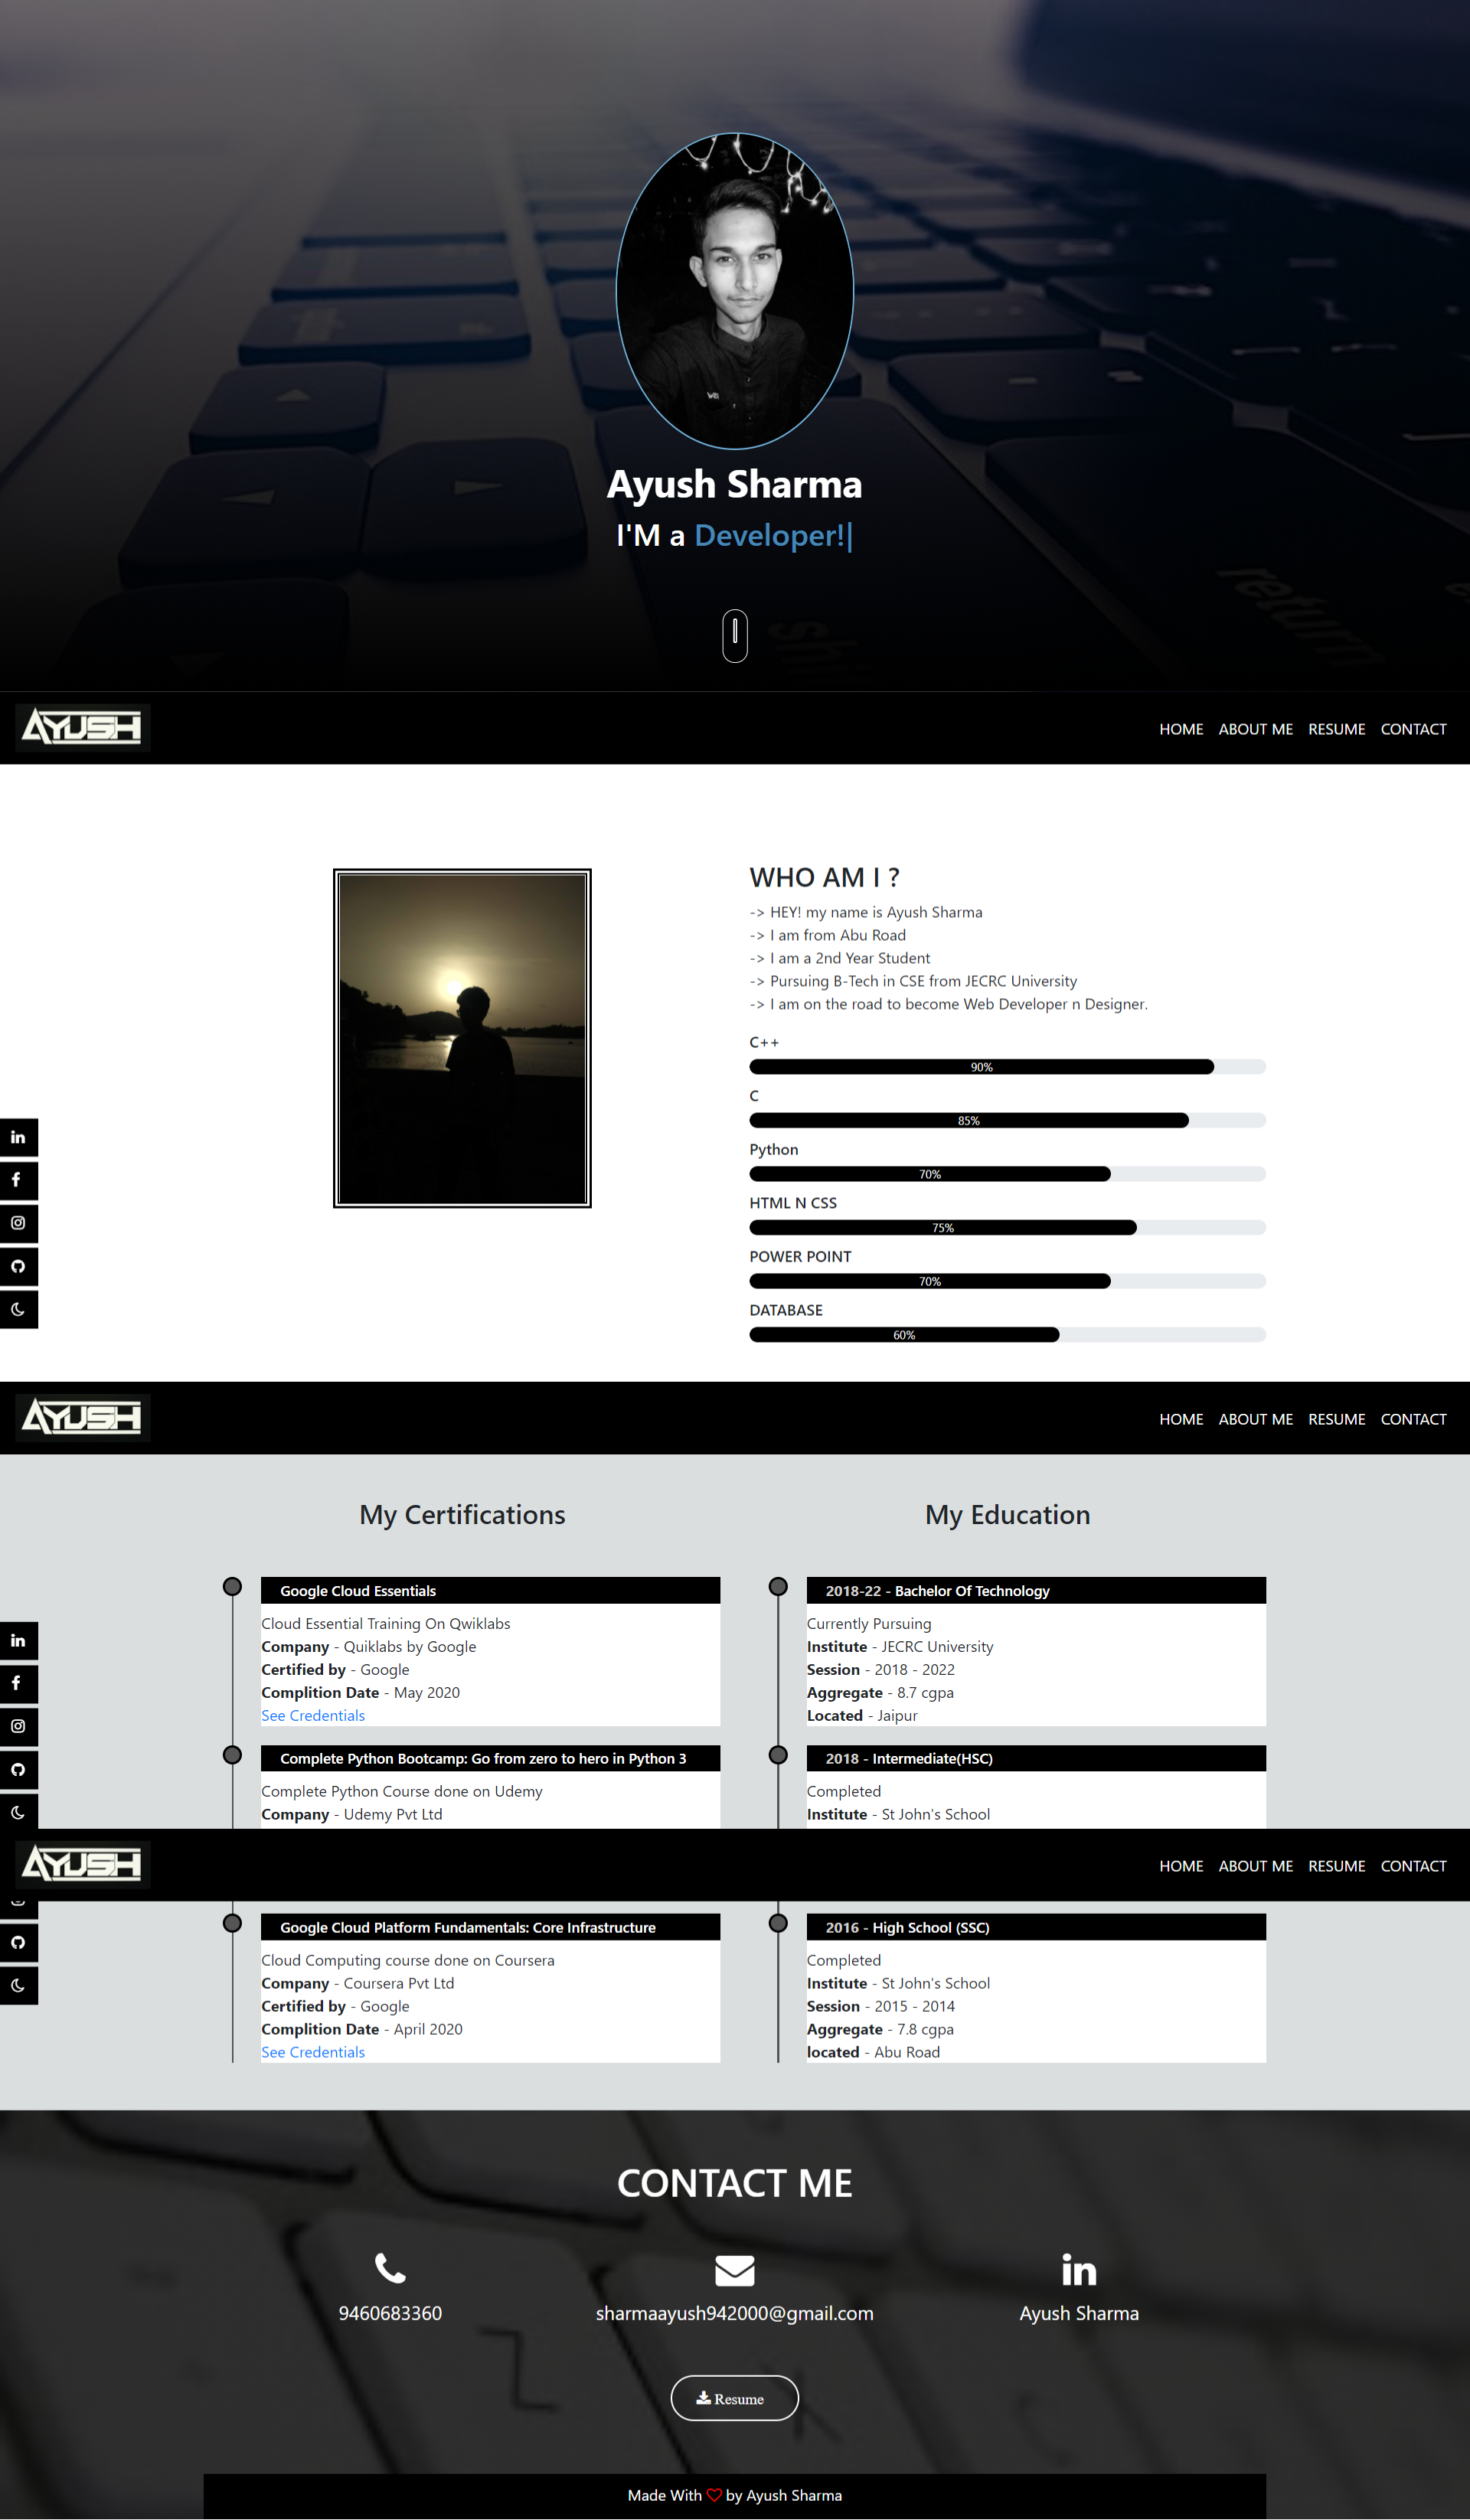 Ayush Sharma
I'M a Developer!|
AYUSH
HOME ABOUT ME RESUME CONTACT
WHO AM I ?
-> HEY! my name is Ayush Sharma
-> I am from Abu Road
-> I am a 2nd Year Student
-> Pursuing B-Tech in CSE from JECRC University
-> I am on the road to become Web Developer n Designer.
C++
90%
C
85%
Python
70%
HTML N CSS
75%
POWER POINT
70%
DATABASE
60%
AYUSH
HOME ABOUT ME RESUME CONTACT
My Certifications
Google Cloud Essentials
Cloud Essential Training On Qwiklabs
Company - Quiklabs by Google
Certified by - Google
Complition Date - May 2020
See Credentials
Complete Python Bootcamp: Go from zero to hero in Python 3
Complete Python Course done on Udemy
Company - Udemy Pvt Ltd
My Education
2018-22 - Bachelor Of Technology
Currently Pursuing
Institute - JECRC University
Session - 2018 - 2022
Aggregate - 8.7 cgpa
Located - Jaipur
2018 - Intermediate(HSC)
Completed
Institute - St John's School
AYUSH
HOME ABOUT ME RESUME CONTACT
Google Cloud Platform Fundamentals: Core Infrastructure
Cloud Computing course done on Coursera
Company - Coursera Pvt Ltd
Certified by - Google
Complition Date - April 2020
See Credentials
2016 - High School (SSC)
Completed
Institute - St John's School
Session - 2015 - 2014
Aggregate - 7.8 cgpa
located - Abu Road
CONTACT ME
9460683360
sharmaayush942000@gmail.com
Ayush Sharma
Resume
Made With by Ayush Sharma
return